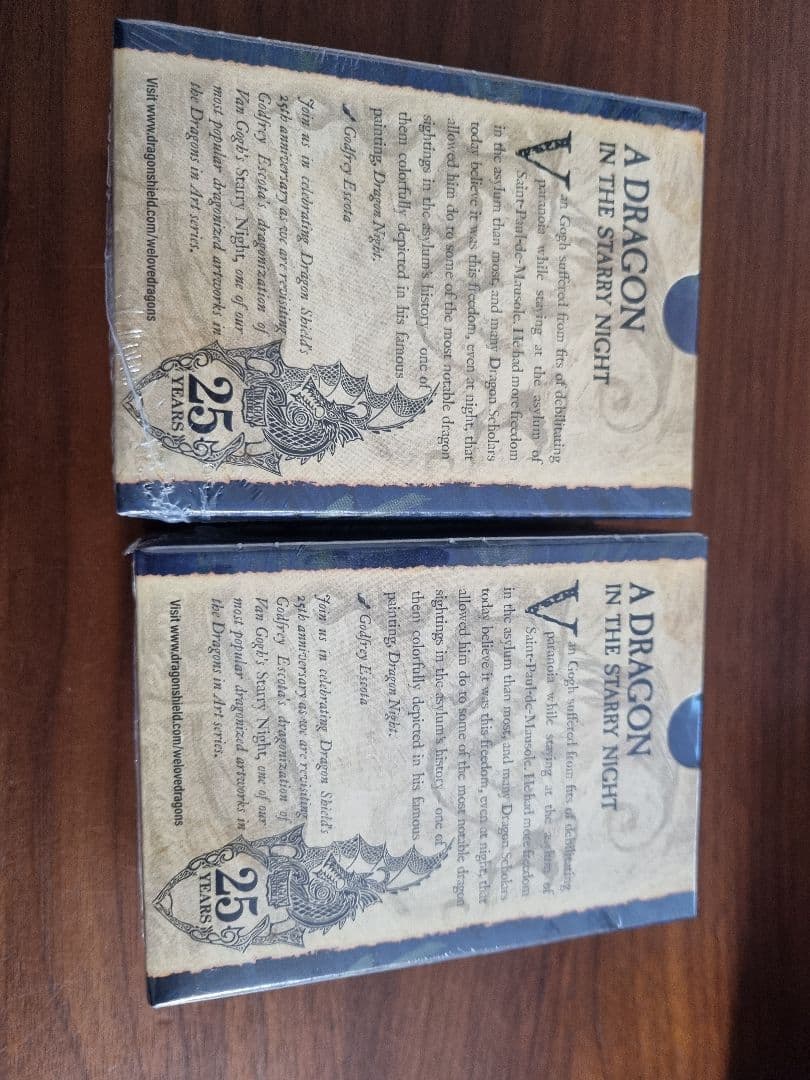 A DRAGON
IN THE STARRY NIGHT
Van Gogh suffered from fits of debilitating
paranoia while staying at the asylum of
Saint-Paul-de-Mausole. He had more freedom
in the asylum than most, and many Dragon Scholars
today believe it was this freedom, even at night, that
allowed him do to some of the most notable dragon
sightings in the asylum's history – one of
them colorfully depicted in his famous
painting, Dragon Night.
Godfrey Escota
Join us in celebrating Dragon Shield's
25th anniversary as we are revisiting
Godfrey Escota's dragonization of
Van Gogh's Starry Night, one of our
most popular dragonized artworks in
the Dragons in Art series.
Visit www.dragonshield.com/welovedragons
25
YEARS
A DRAGON
IN THE STARRY NIGHT
Van Gogh suffered from fits of debilitating
paranoia while staying at the asylum of
Saint-Paul-de-Mausole. He had more freedom
in the asylum than most, and many Dragon Scholars
today believe it was this freedom, even at night, that
allowed him do to some of the most notable dragon
sightings in the asylum's history – one of
them colorfully depicted in his famous
painting, Dragon Night.
Godfrey Escota
Join us in celebrating Dragon Shield's
25th anniversary as we are revisiting
Godfrey Escota's dragonization of
Van Gogh's Starry Night, one of our
most popular dragonized artworks in
the Dragons in Art series.
Visit www.dragonshield.com/welovedragons
25
YEARS